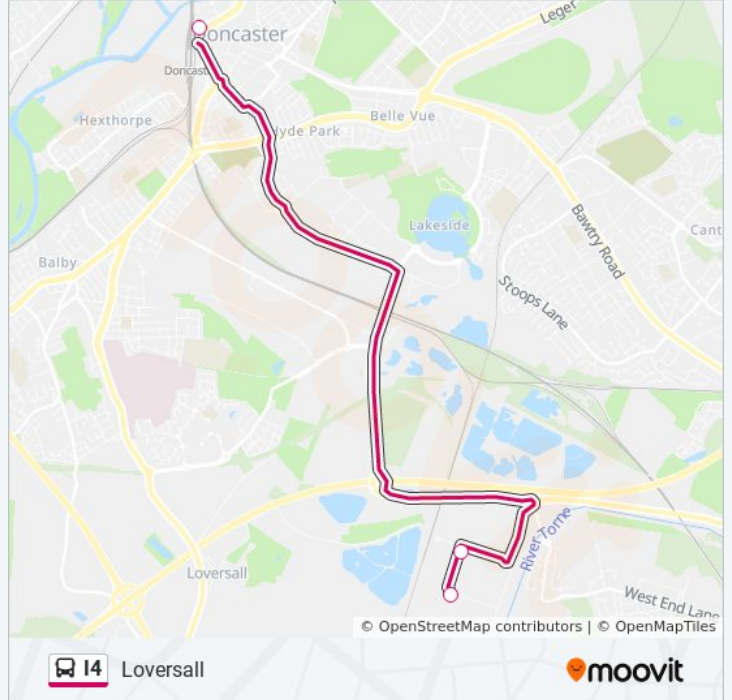 Leger
Doncaster
Doncast
Belle Vue
Hexthorpe
Hyde Park
Bawtry Road
Lakeside
Cant
Balby
Stoops Lane
River Torne
Loversall
West End Lane
© OpenStreetMap contributors | © OpenMapTiles
I4 Loversall
moovit